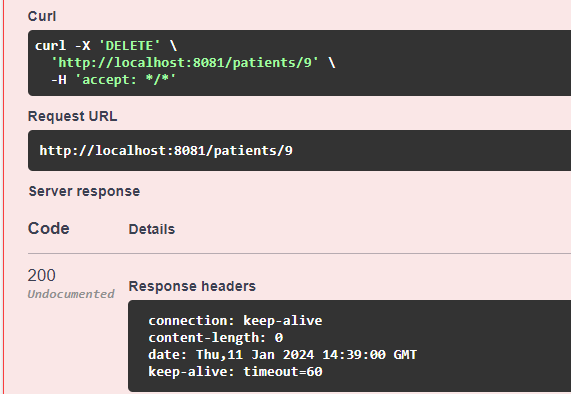 Curl
curl -X 'DELETE' \
  'http://localhost:8081/patients/9' \
  -H 'accept: */*'
Request URL
http://localhost:8081/patients/9
Server response
Code Details
200
Undocumented
Response headers
connection: keep-alive
content-length: 0
date: Thu,11 Jan 2024 14:39:00 GMT
keep-alive: timeout=60